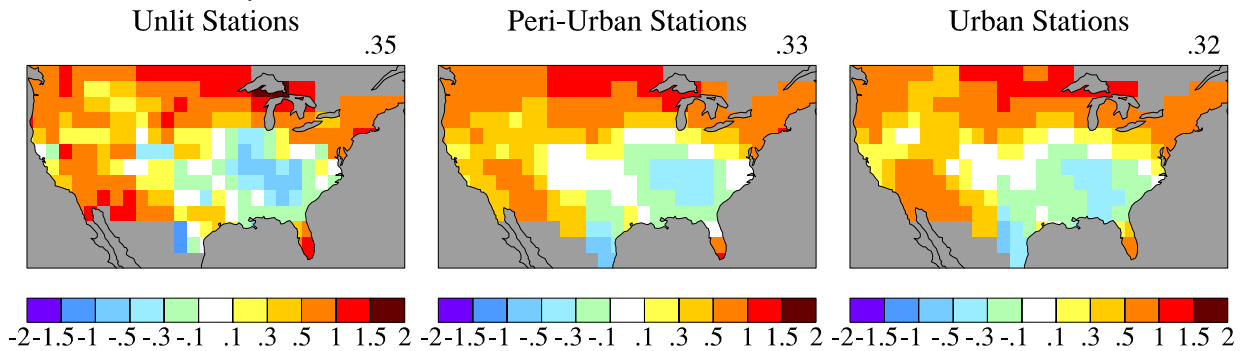 Unlit Stations
.35
Peri-Urban Stations
.33
Urban Stations
.32
-2 -1.5 -1 -.5 -.3 -.1 .1 .3 .5 1 1.5 2
-2 -1.5 -1 -.5 -.3 -.1 .1 .3 .5 1 1.5 2
-2 -1.5 -1 -.5 -.3 -.1 .1 .3 .5 1 1.5 2